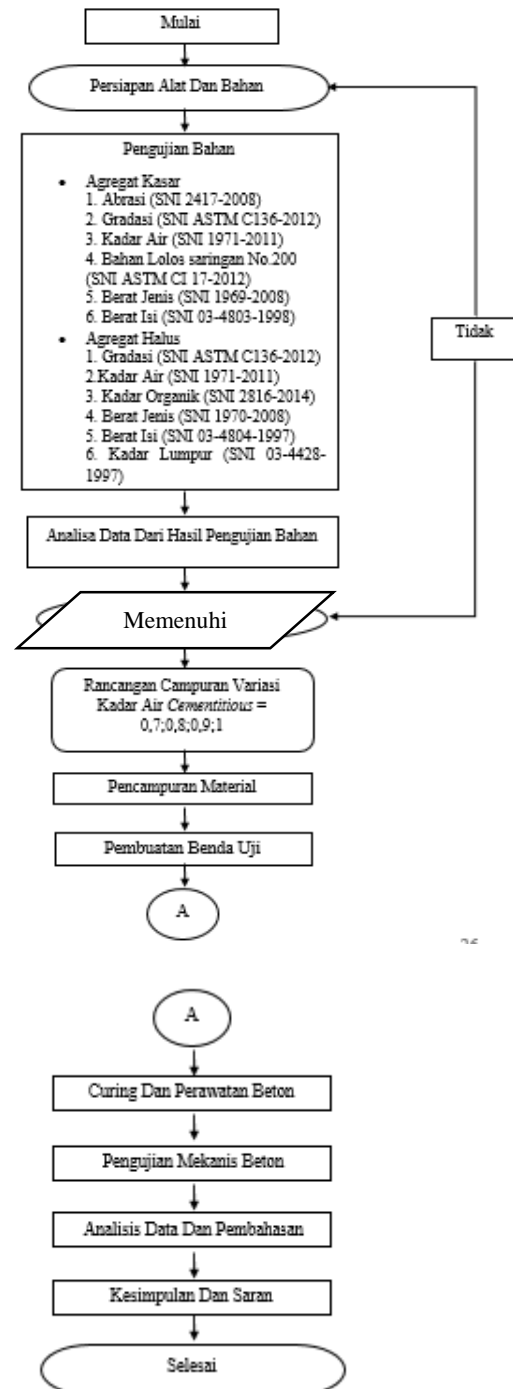 Mulai
Persiapan Alat Dan Bahan
Pengujian Bahan
• Agregat Kasar
1. Abrasi (SNI 2417-2008)
2. Gradasi (SNI ASTM C136-2012)
3. Kadar Air (SNI 1971-2011)
4. Bahan Lolos saringan No.200
(SNI ASTM CI 17-2012)
5. Berat Jenis (SNI 1969-2008)
6. Berat Isi (SNI 03-4803-1998)
• Agregat Halus
1. Gradasi (SNI ASTM C136-2012)
2.Kadar Air (SNI 1971-2011)
3. Kadar Organik (SNI 2816-2014)
4. Berat Jenis (SNI 1970-2008)
5. Berat Isi (SNI 03-4804-1997)
6. Kadar Lumpur (SNI 03-4428-
1997)
Tidak
Analisa Data Dari Hasil Pengujian Bahan
Memenuhi
Rancangan Campuran Variasi
Kadar Air Cementitious =
0,7;0,8;0,9;1
Pencampuran Material
Pembuatan Benda Uji
A
A
Curing Dan Perawatan Beton
Pengujian Mekanis Beton
Analisis Data Dan Pembahasan
Kesimpulan Dan Saran
Selesai